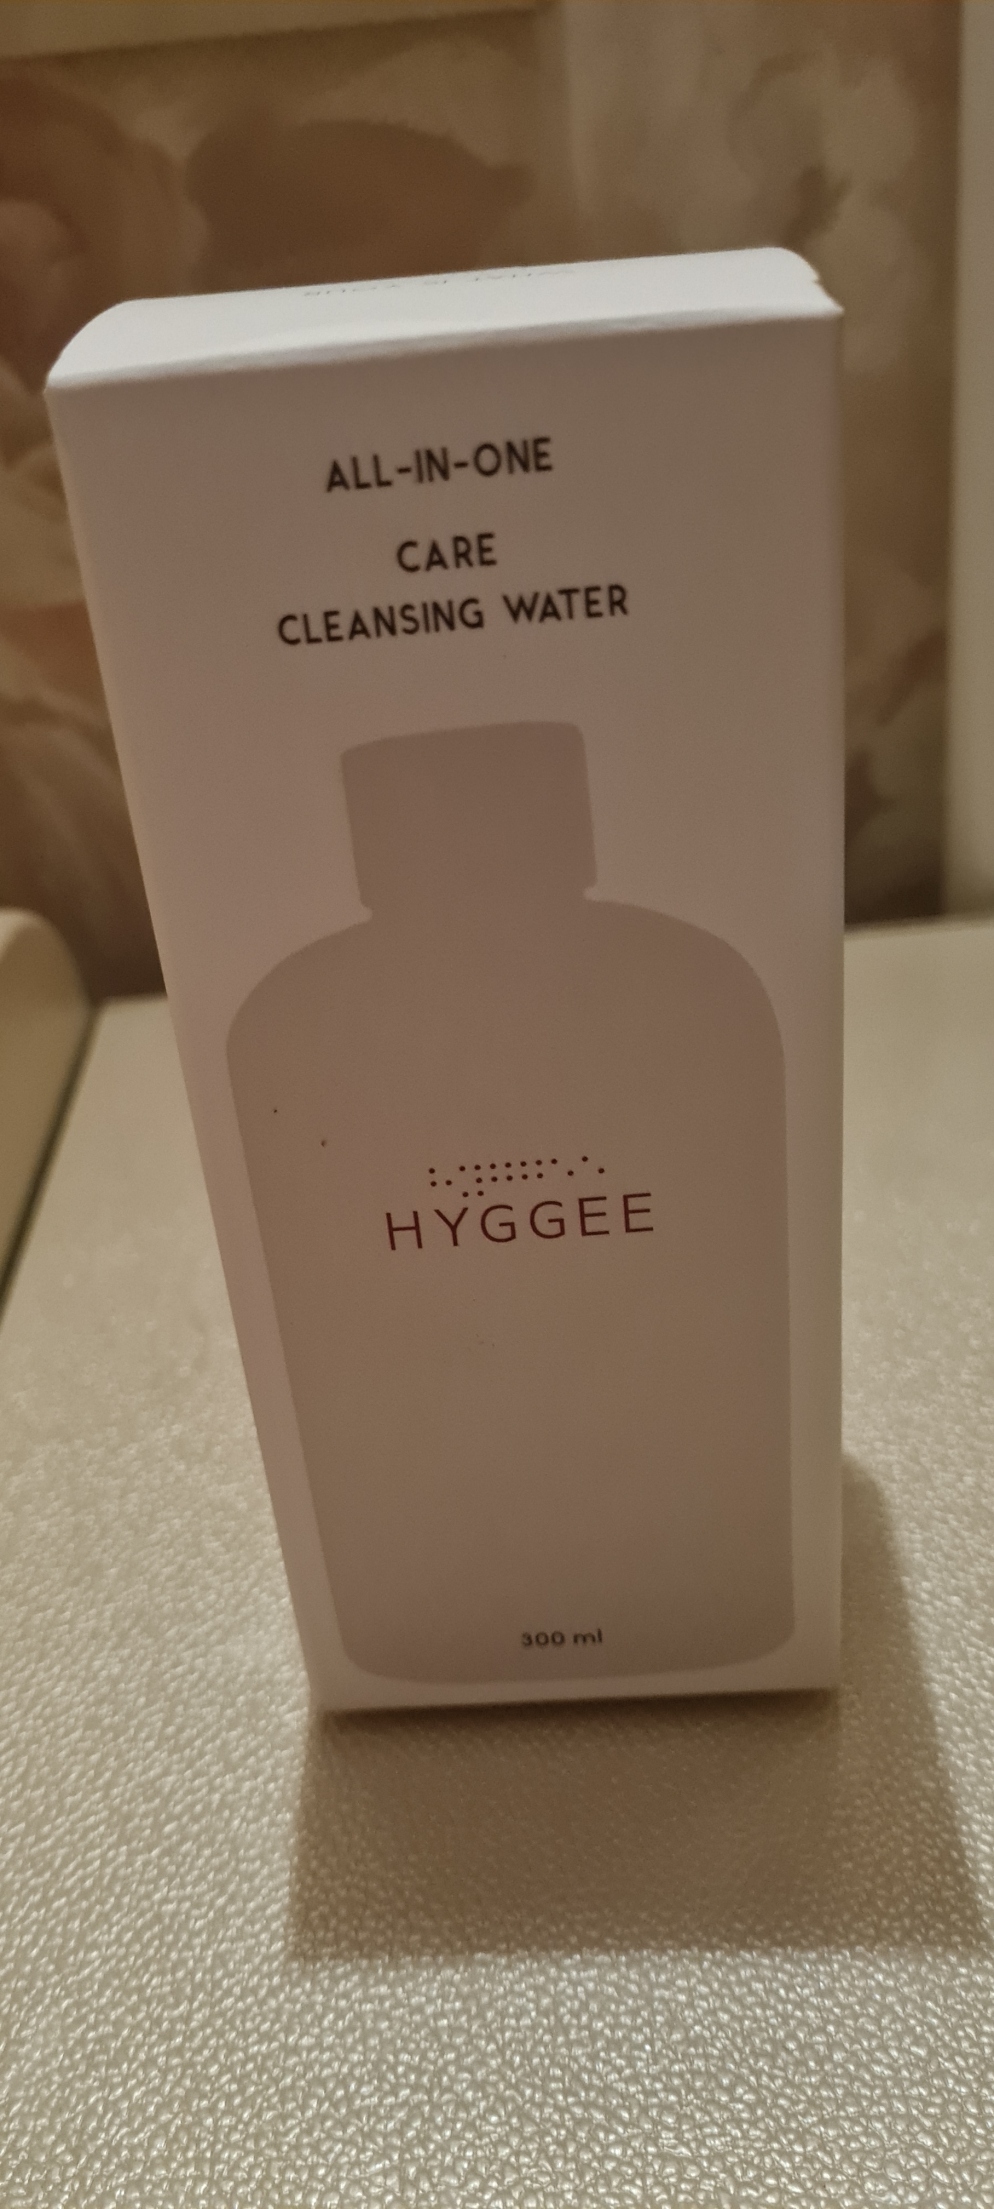 ALL-IN-ONE
CARE
CLEANSING WATER
HYGGEE
300 ml